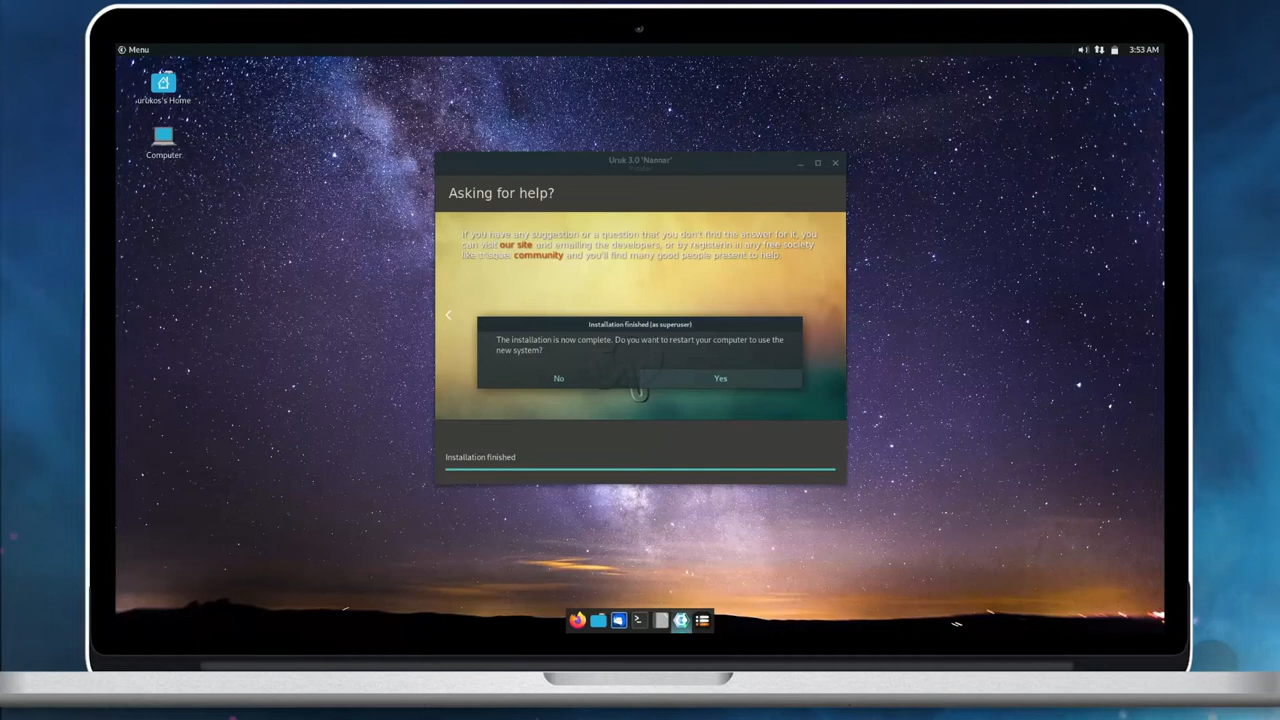 Menu
3:53 AM
urukos's Home
Computer
Uruk 3.0 'Nannar'
Asking for help?
If you have any suggestion or a question that you don't find the answer for it, you
can visit our site and emailing the developers, or by registerin in any free society
like trisquel community and you'll find many good people present to help.
Installation finished (as superuser)
The installation is now complete. Do you want to restart your computer to use the
new system?
No
Yes
Installation finished